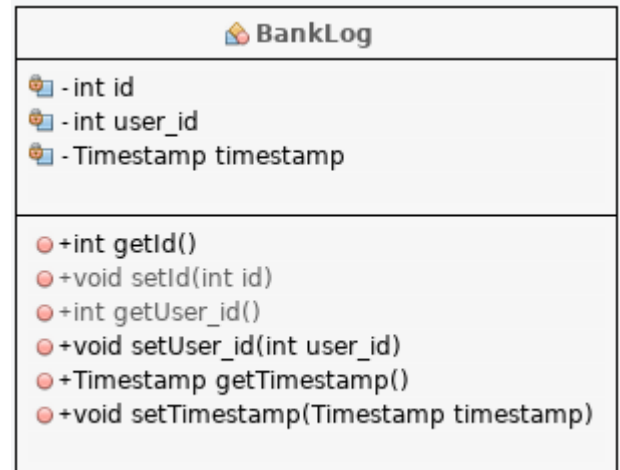 BankLog
- int id
- int user_id
- Timestamp timestamp
+int getId()
+void setId(int id)
+int getUser_id()
+void setUser_id(int user_id)
+Timestamp getTimestamp()
+void setTimestamp(Timestamp timestamp)